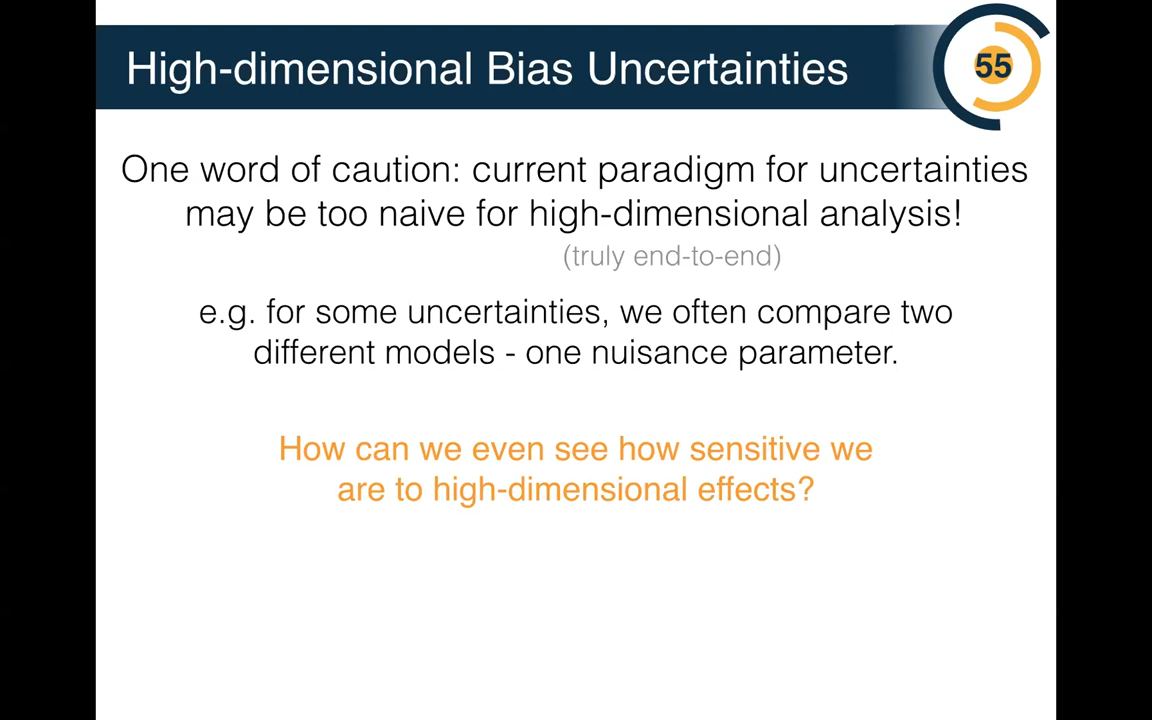 High-dimensional Bias Uncertainties
55
One word of caution: current paradigm for uncertainties
may be too naive for high-dimensional analysis!
(truly end-to-end)
e.g. for some uncertainties, we often compare two
different models - one nuisance parameter.
How can we even see how sensitive we
are to high-dimensional effects?